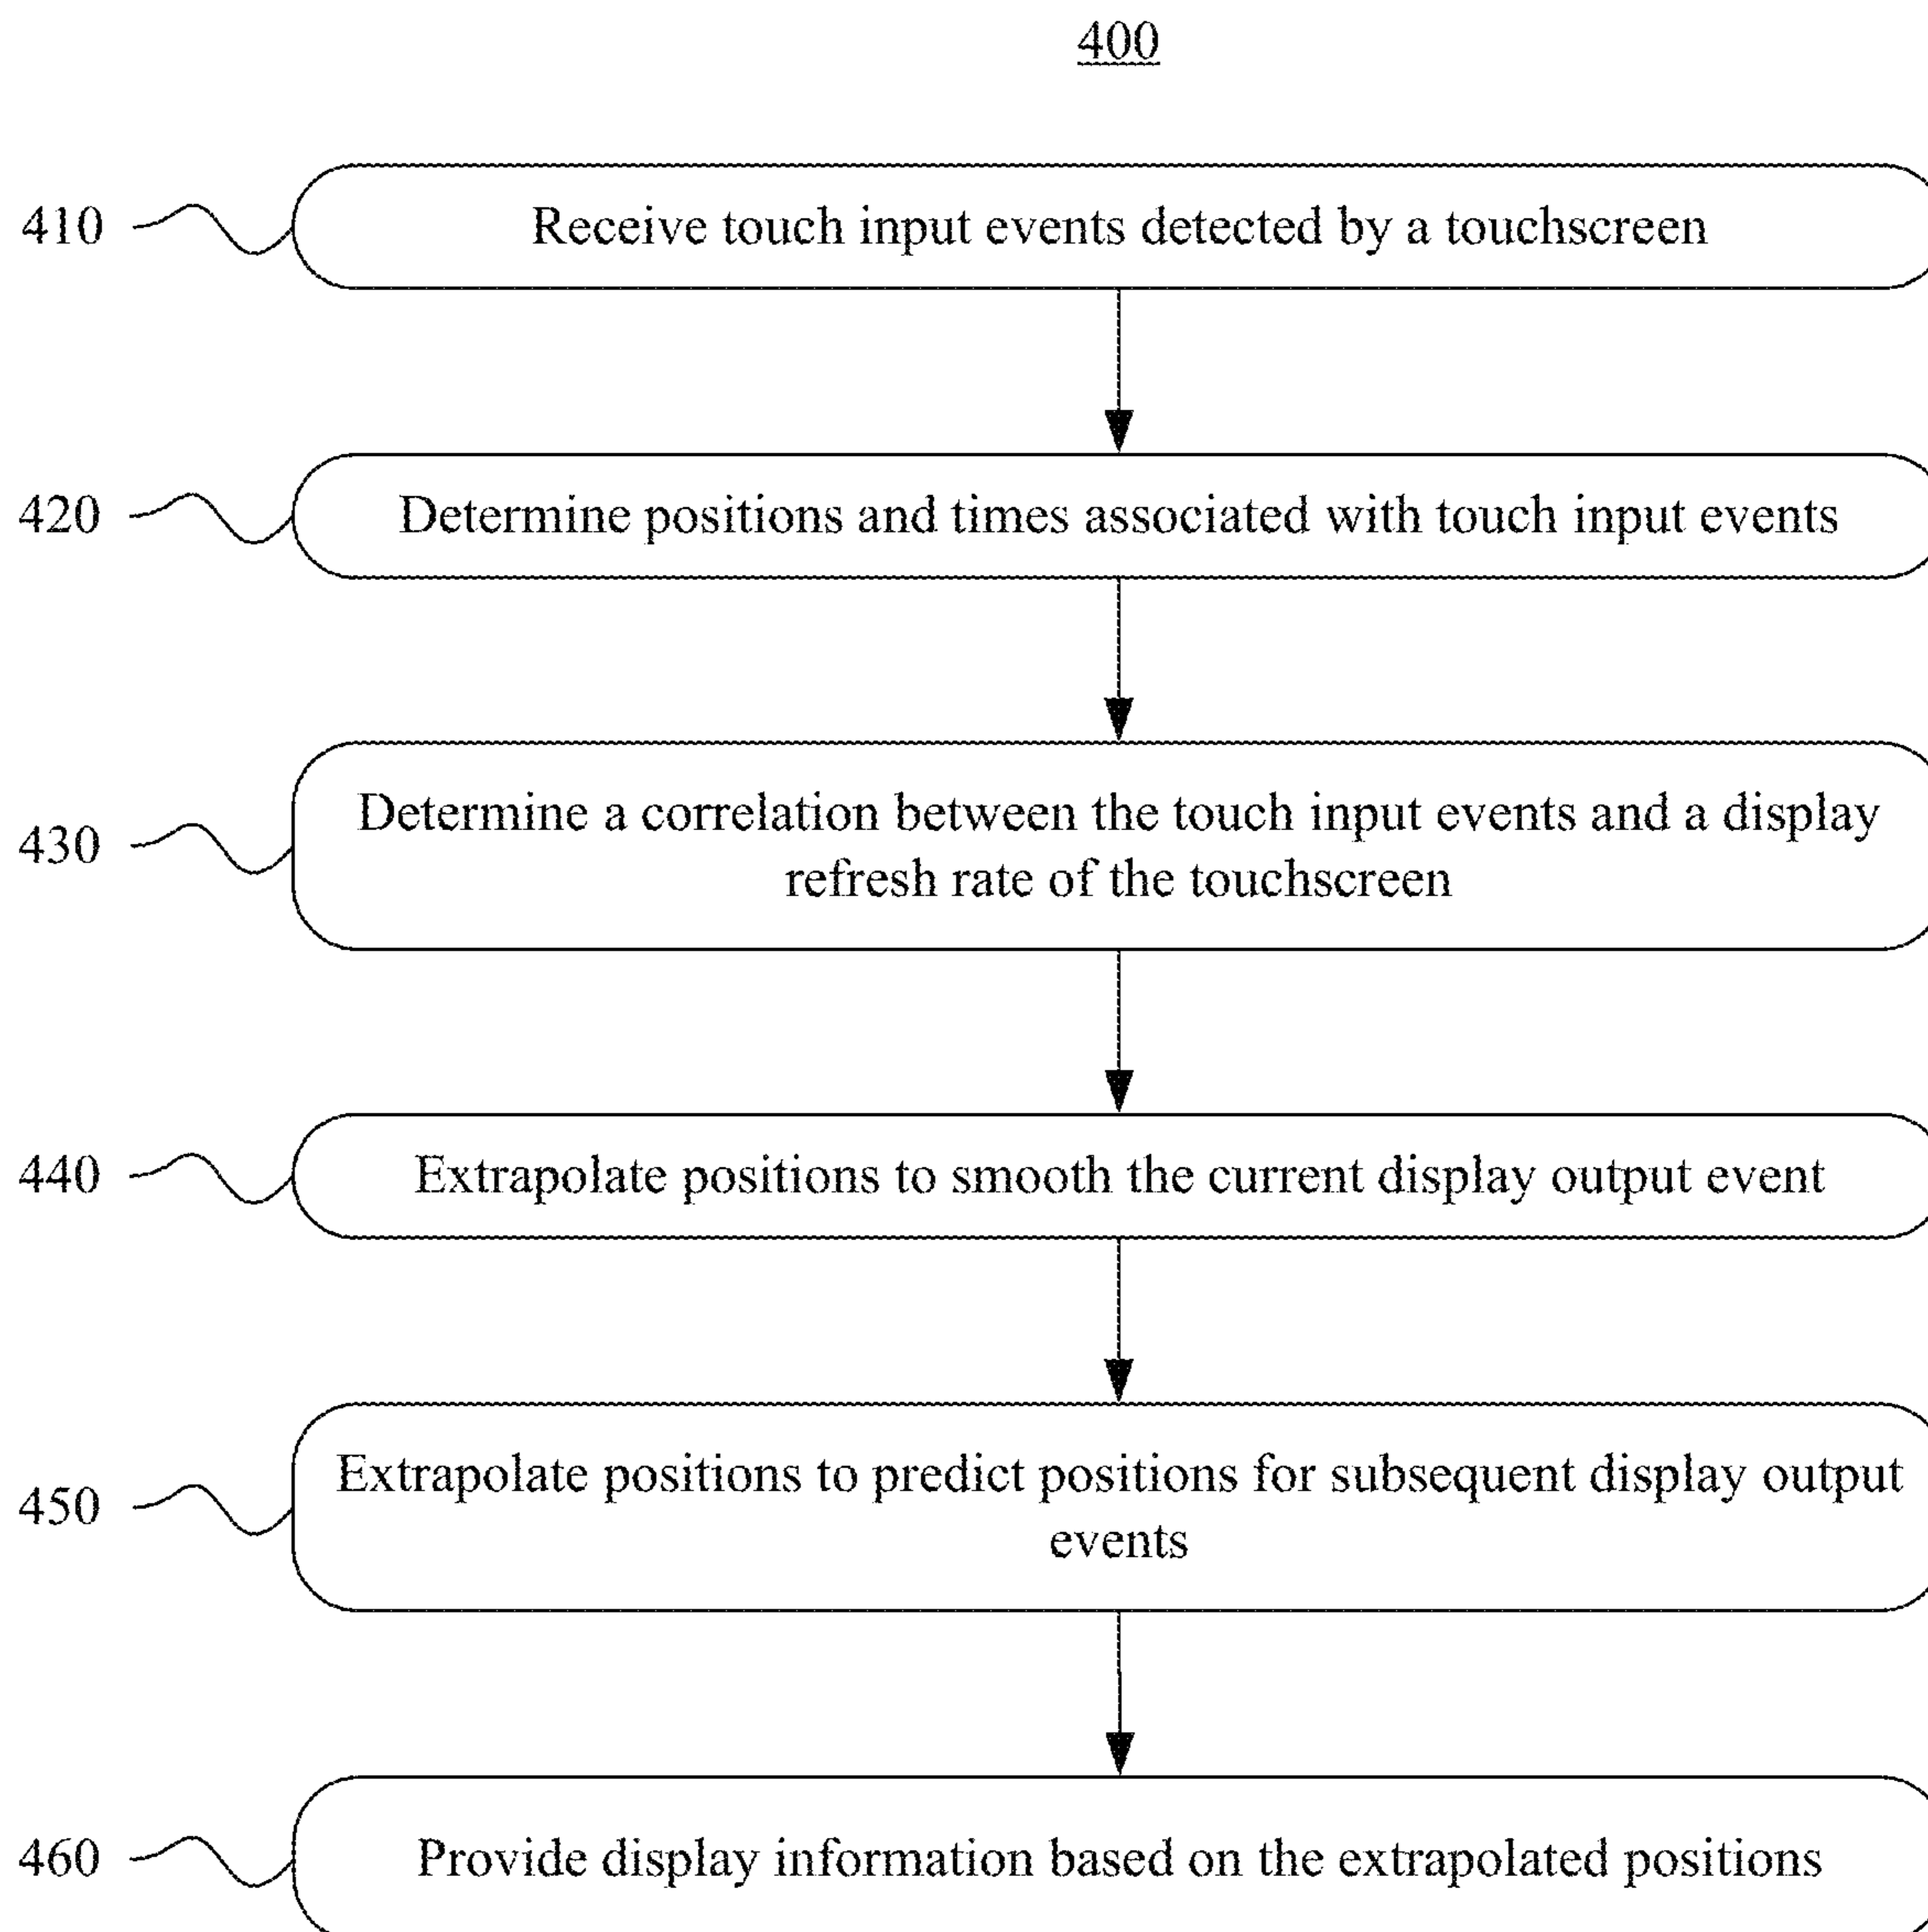 400
410
Receive touch input events detected by a touchscreen
420
Determine positions and times associated with touch input events
430
Determine a correlation between the touch input events and a display
refresh rate of the touchscreen
440
Extrapolate positions to smooth the current display output event
450
Extrapolate positions to predict positions for subsequent display output
events
460
Provide display information based on the extrapolated positions